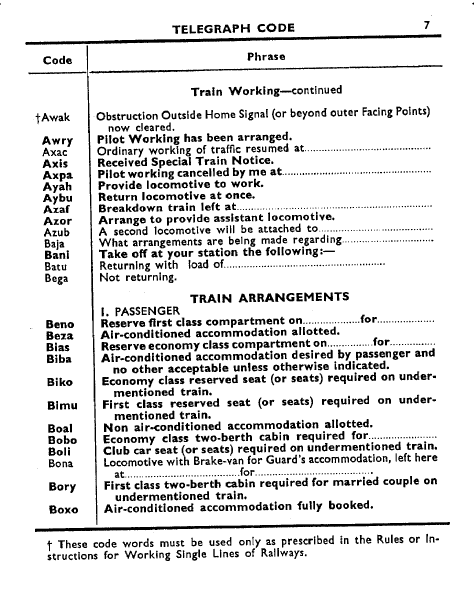 TELEGRAPH CODE 7
Code Phrase
Train Working—continued
†Awak Obstruction Outside Home Signal (or beyond outer Facing Points)
now cleared.
Awry Pilot Working has been arranged.
Axac Ordinary working of traffic resumed at....................
Axis Received Special Train Notice.
Axpa Pilot working cancelled by me at....................
Ayah Provide locomotive to work.
Aybu Return locomotive at once.
Azaf Breakdown train left at....................
Azor Arrange to provide assistant locomotive.
Azub A second locomotive will be attached to....................
Baja What arrangements are being made regarding....................
Bani Take off at your station the following:—
Batu Returning with load of....................
Bega Not returning.
TRAIN ARRANGEMENTS
1. PASSENGER
Beno Reserve first class compartment on....................for....................
Beza Air-conditioned accommodation allotted.
Bias Reserve economy class compartment on...............for...............
Biba Air-conditioned accommodation desired by passenger and
no other acceptable unless otherwise indicated.
Biko Economy class reserved seat (or seats) required on under-
mentioned train.
Bimu First class reserved seat (or seats) required on under-
mentioned train.
Boal Non air-conditioned accommodation allotted.
Bobo Economy class two-berth cabin required for....................
Boli Club car seat (or seats) required on undermentioned train.
Bona Locomotive with Brake-van for Guard's accommodation, left here
at..............................for..............................
Bory First class two-berth cabin required for married couple on
undermentioned train.
Boxo Air-conditioned accommodation fully booked.
† These code words must be used only as prescribed in the Rules or In-
structions for Working Single Lines of Railways.